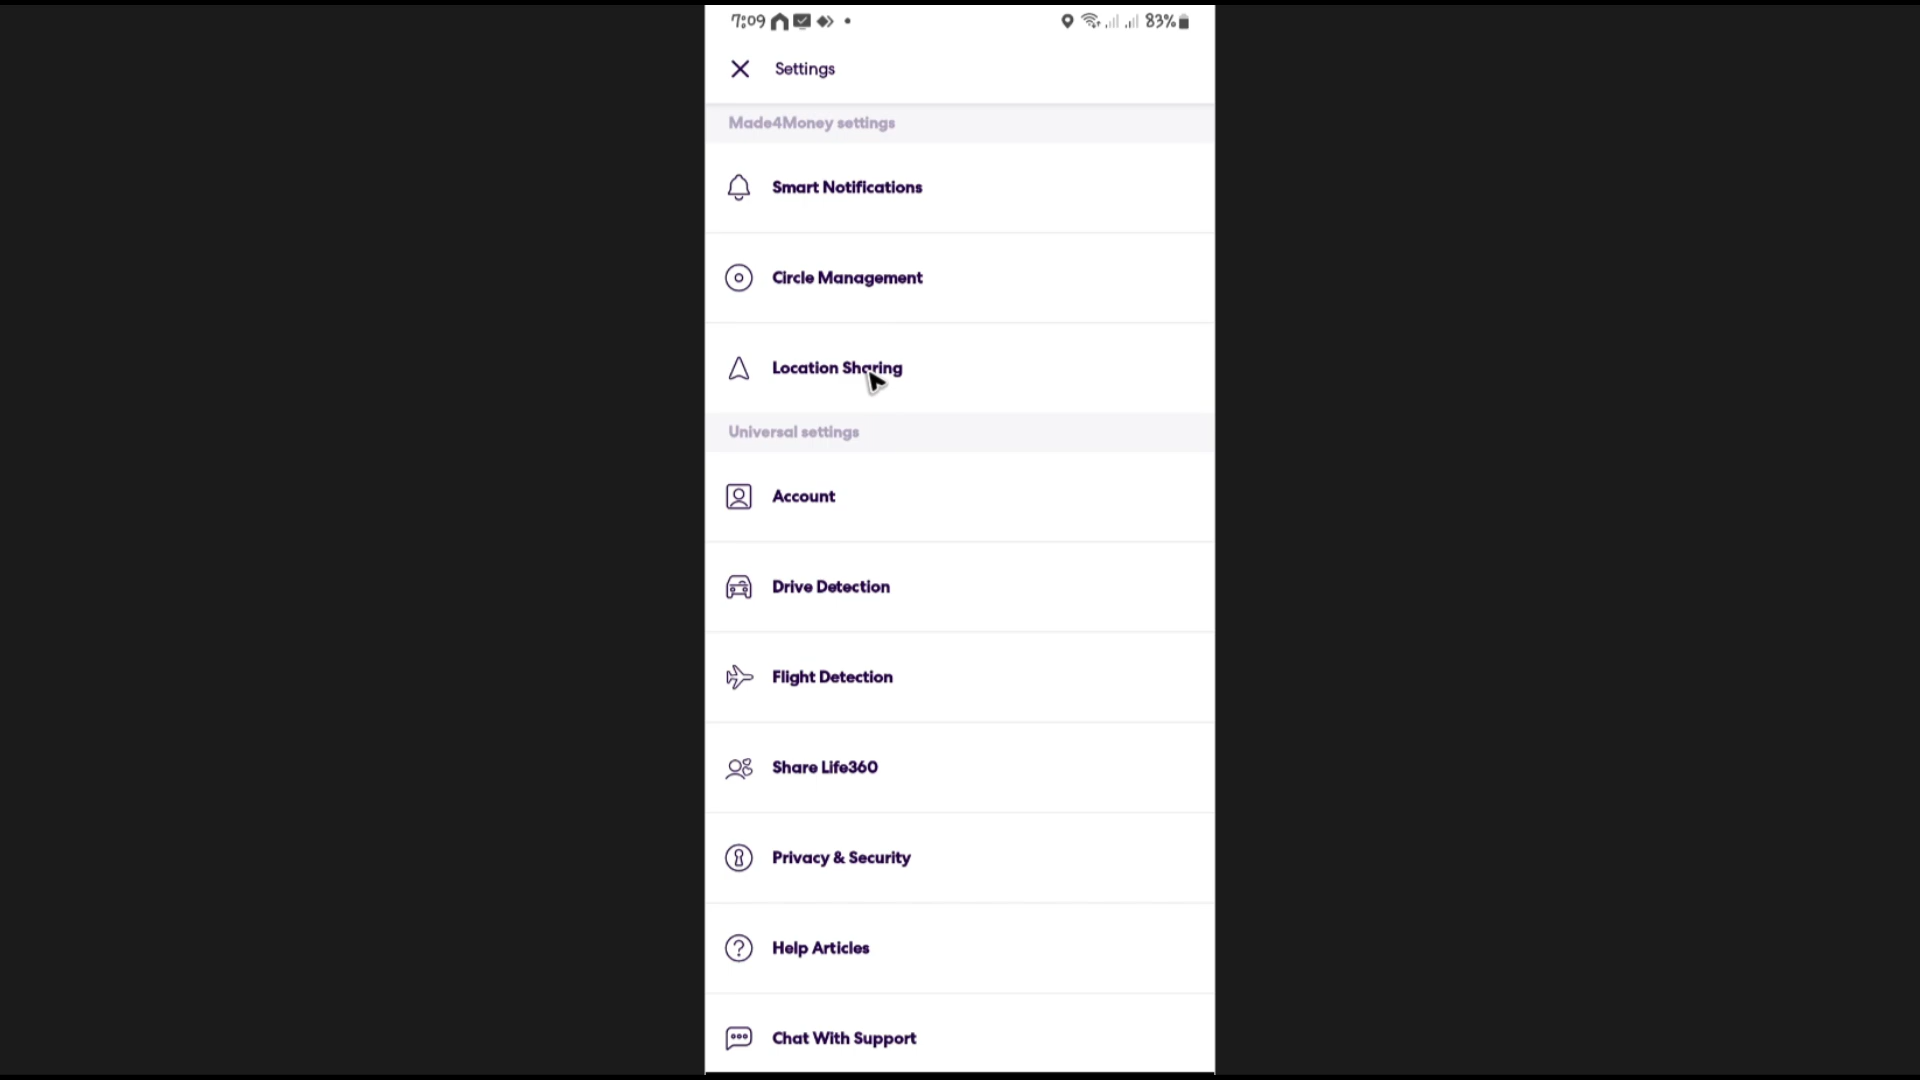 7:09 83%
Settings
Made4Money settings
Smart Notifications
Circle Management
Location Sharing
Universal settings
Account
Drive Detection
Flight Detection
Share Life360
Privacy & Security
Help Articles
Chat With Support